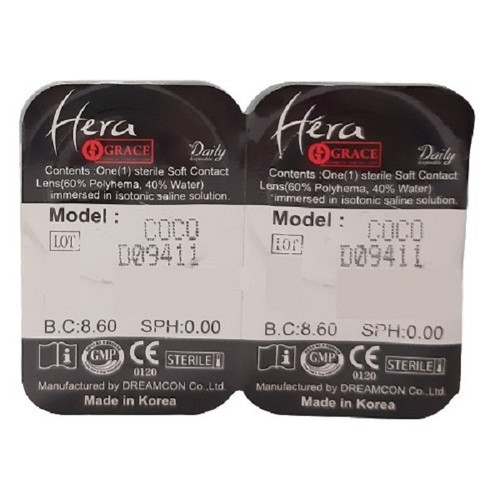 Hera
GRACE
Daily
disposable
Contents :One(1) sterile Soft Contact
Lens(60% Polyhema, 40% Water)
immersed in isotonic saline solution.
Model : COCO
LOT D09411
B.C:8.60 SPH:0.00
GMP CE 0120 STERILE
Manufactured by DREAMCON Co.,Ltd.
Made in Korea
Hera
GRACE
Daily
disposable
Contents :One(1) sterile Soft Contact
Lens(60% Polyhema, 40% Water)
immersed in isotonic saline solution.
Model : COCO
LOT D09411
B.C:8.60 SPH:0.00
GMP CE 0120 STERILE
Manufactured by DREAMCON Co.,Ltd.
Made in Korea